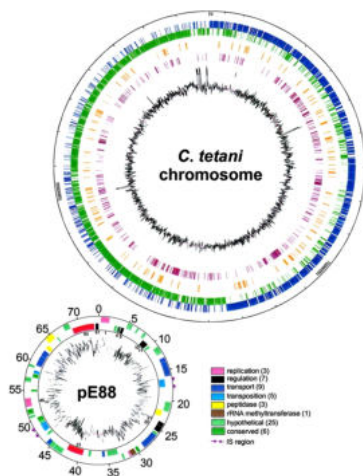 C. tetani
chromosome
pE88
0
5
10
15
20
25
30
35
40
45
50
55
60
65
70
replication (3)
regulation (7)
transport (9)
transposition (5)
peptidase (3)
rRNA methyltransferase (1)
hypothetical (25)
conserved (6)
IS region